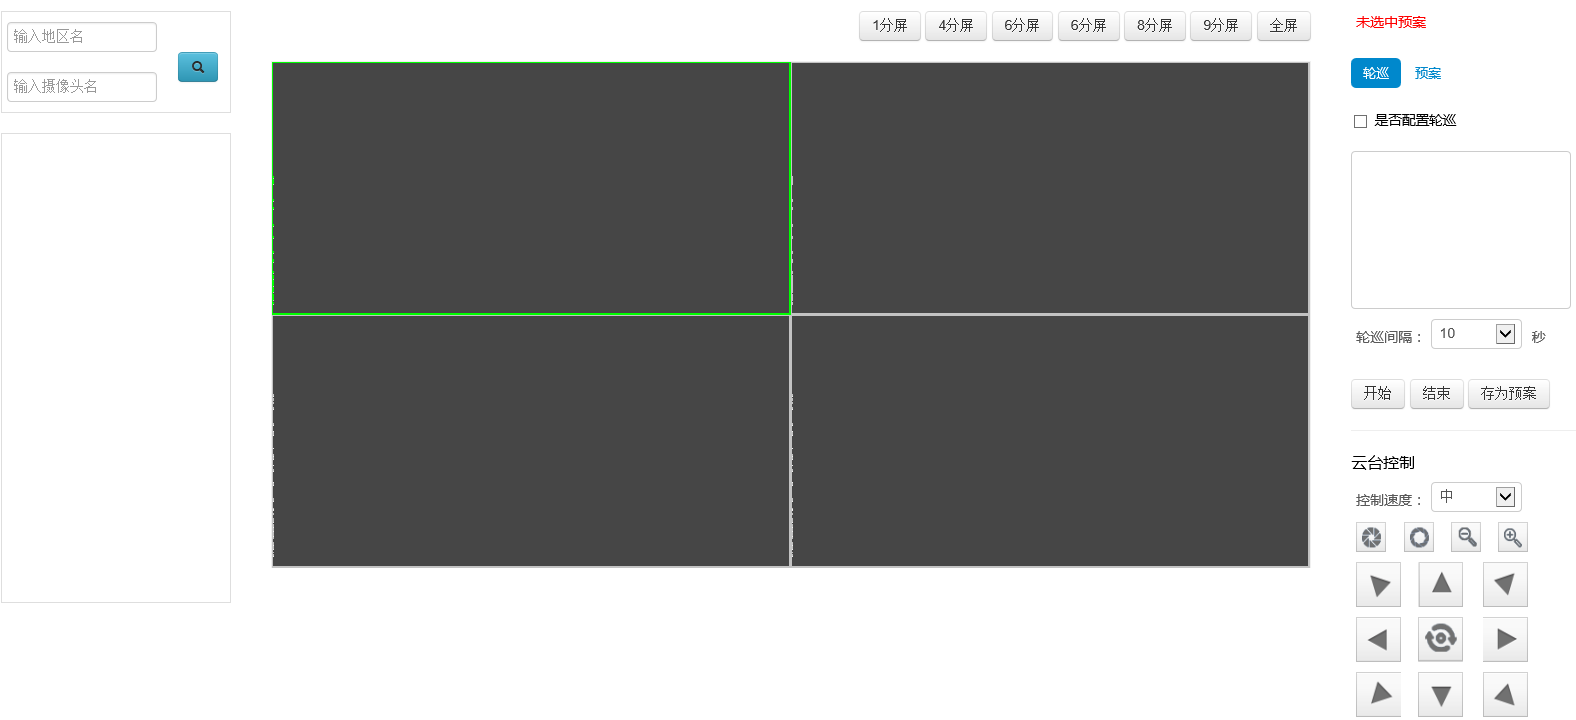 输入地区名
输入摄像头名
1分屏 4分屏 6分屏 6分屏 8分屏 9分屏 全屏
未选中预案
轮巡 预案
是否配置轮巡
轮巡间隔： 10 秒
开始 结束 存为预案
云台控制
控制速度： 中